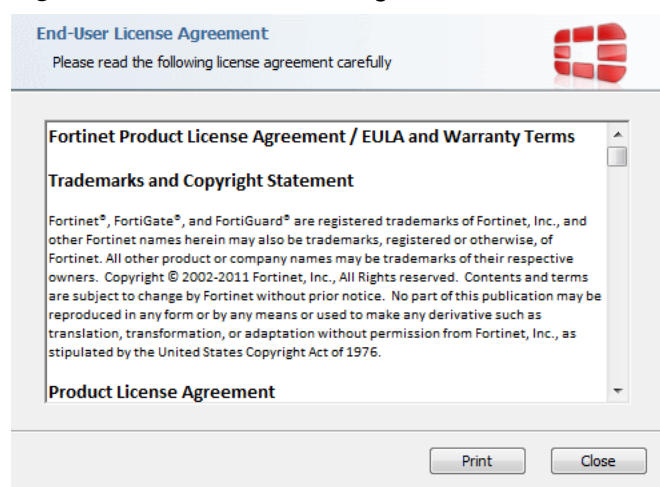 End-User License Agreement
Please read the following license agreement carefully
Fortinet Product License Agreement / EULA and Warranty Terms
Trademarks and Copyright Statement
Fortinet®, FortiGate®, and FortiGuard® are registered trademarks of Fortinet, Inc., and
other Fortinet names herein may also be trademarks, registered or otherwise, of
Fortinet. All other product or company names may be trademarks of their respective
owners. Copyright © 2002-2011 Fortinet, Inc., All Rights reserved. Contents and terms
are subject to change by Fortinet without prior notice. No part of this publication may be
reproduced in any form or by any means or used to make any derivative such as
translation, transformation, or adaptation without permission from Fortinet, Inc., as
stipulated by the United States Copyright Act of 1976.
Product License Agreement
Print Close